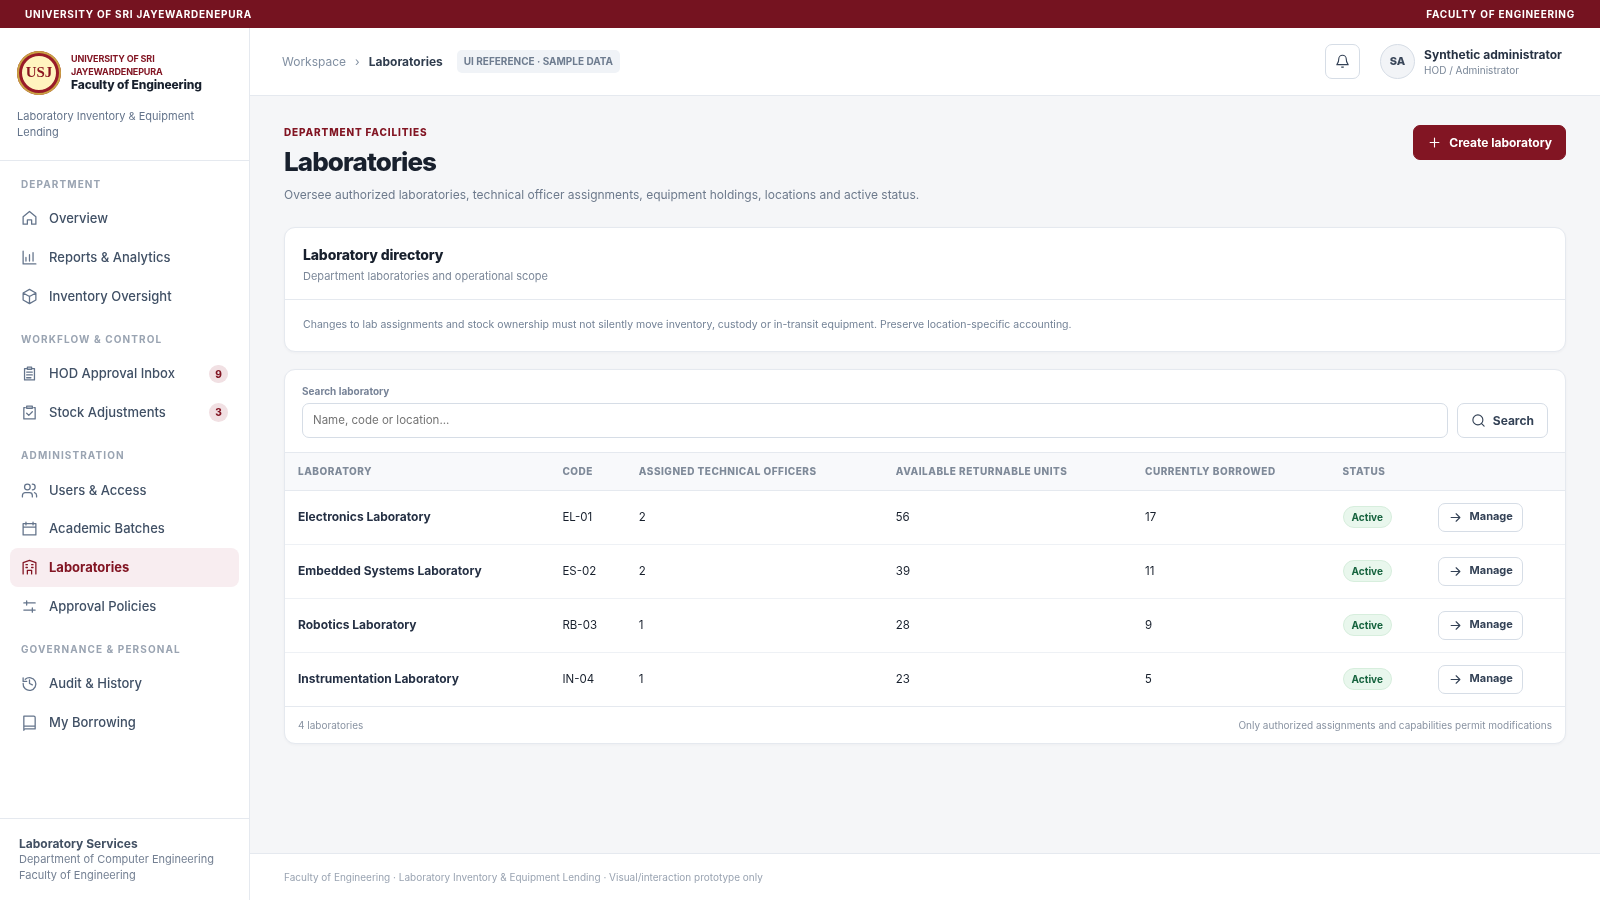 UNIVERSITY OF SRI JAYEWARDENEPURA
FACULTY OF ENGINEERING
USJ
UNIVERSITY OF SRI
JAYEWARDENEPURA
Faculty of Engineering
Laboratory Inventory & Equipment
Lending
DEPARTMENT
Overview
Reports & Analytics
Inventory Oversight
WORKFLOW & CONTROL
HOD Approval Inbox 9
Stock Adjustments 3
ADMINISTRATION
Users & Access
Academic Batches
Laboratories
Approval Policies
GOVERNANCE & PERSONAL
Audit & History
My Borrowing
Laboratory Services
Department of Computer Engineering
Faculty of Engineering
Workspace › Laboratories UI REFERENCE · SAMPLE DATA
SA
Synthetic administrator
HOD / Administrator
DEPARTMENT FACILITIES
Laboratories
Oversee authorized laboratories, technical officer assignments, equipment holdings, locations and active status.
Create laboratory
Laboratory directory
Department laboratories and operational scope
Changes to lab assignments and stock ownership must not silently move inventory, custody or in-transit equipment. Preserve location-specific accounting.
Search laboratory
Name, code or location...
Search
LABORATORY CODE ASSIGNED TECHNICAL OFFICERS AVAILABLE RETURNABLE UNITS CURRENTLY BORROWED STATUS
Electronics Laboratory EL-01 2 56 17 Active Manage
Embedded Systems Laboratory ES-02 2 39 11 Active Manage
Robotics Laboratory RB-03 1 28 9 Active Manage
Instrumentation Laboratory IN-04 1 23 5 Active Manage
4 laboratories
Only authorized assignments and capabilities permit modifications
Faculty of Engineering · Laboratory Inventory & Equipment Lending · Visual/interaction prototype only